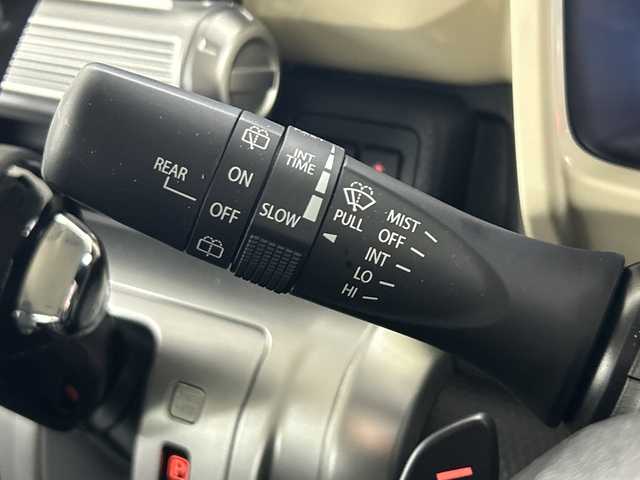 REAR
ON
OFF
INT
TIME
SLOW
PULL
MIST
OFF
INT
LO
HI